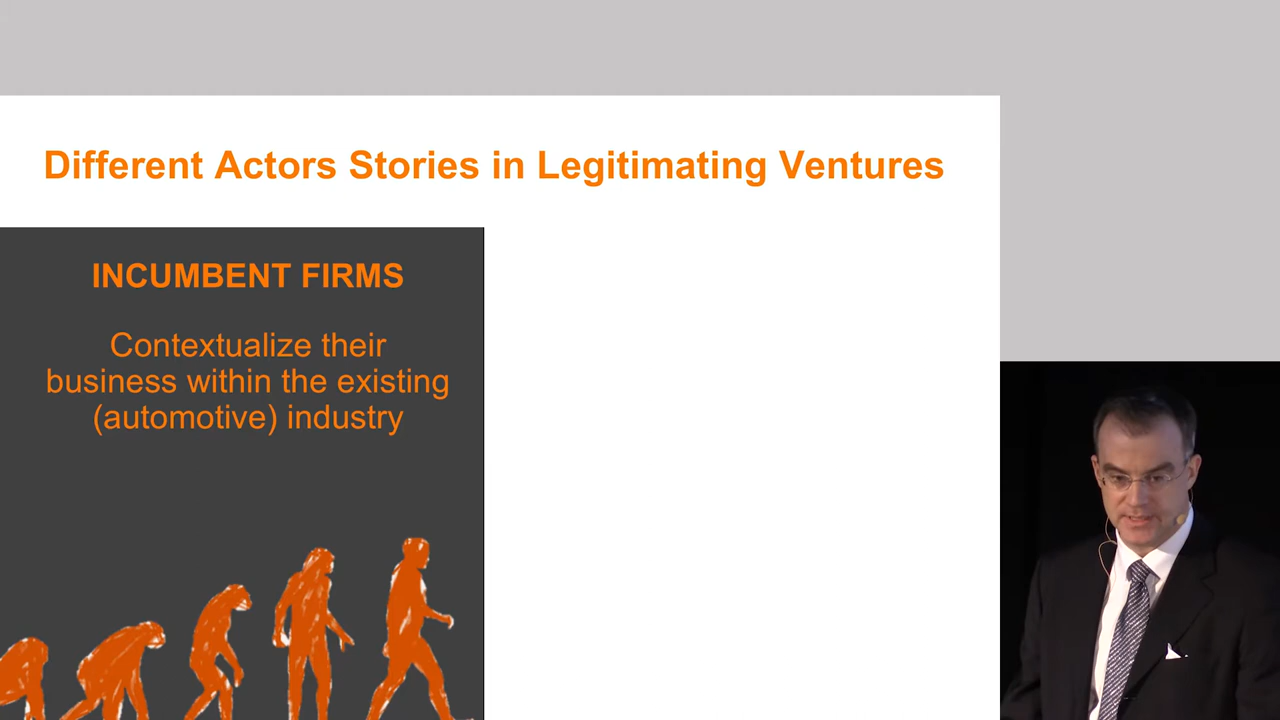 Different Actors Stories in Legitimating Ventures
INCUMBENT FIRMS
Contextualize their
business within the existing
(automotive) industry